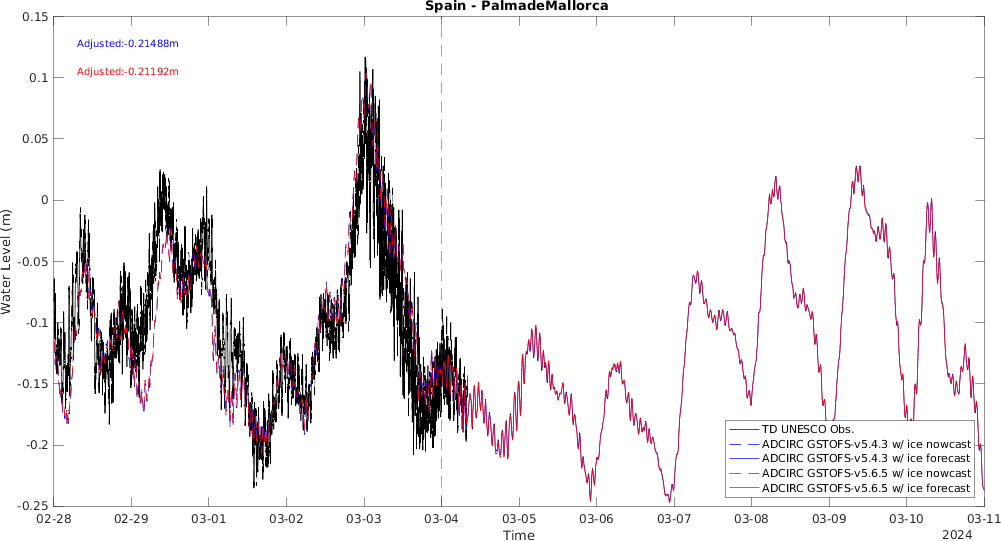 Spain - PalmadeMallorca
0.15
0.1
0.05
0
-0.05
-0.1
-0.15
-0.2
-0.25
Water Level (m)
Adjusted:-0.21488m
Adjusted:-0.21192m
TD UNESCO Obs.
ADCIRC GSTOFS-v5.4.3 w/ ice nowcast
ADCIRC GSTOFS-v5.4.3 w/ ice forecast
ADCIRC GSTOFS-v5.6.5 w/ ice nowcast
ADCIRC GSTOFS-v5.6.5 w/ ice forecast
02-28 02-29 03-01 03-02 03-03 03-04 03-05 03-06 03-07 03-08 03-09 03-10 03-11
Time
2024